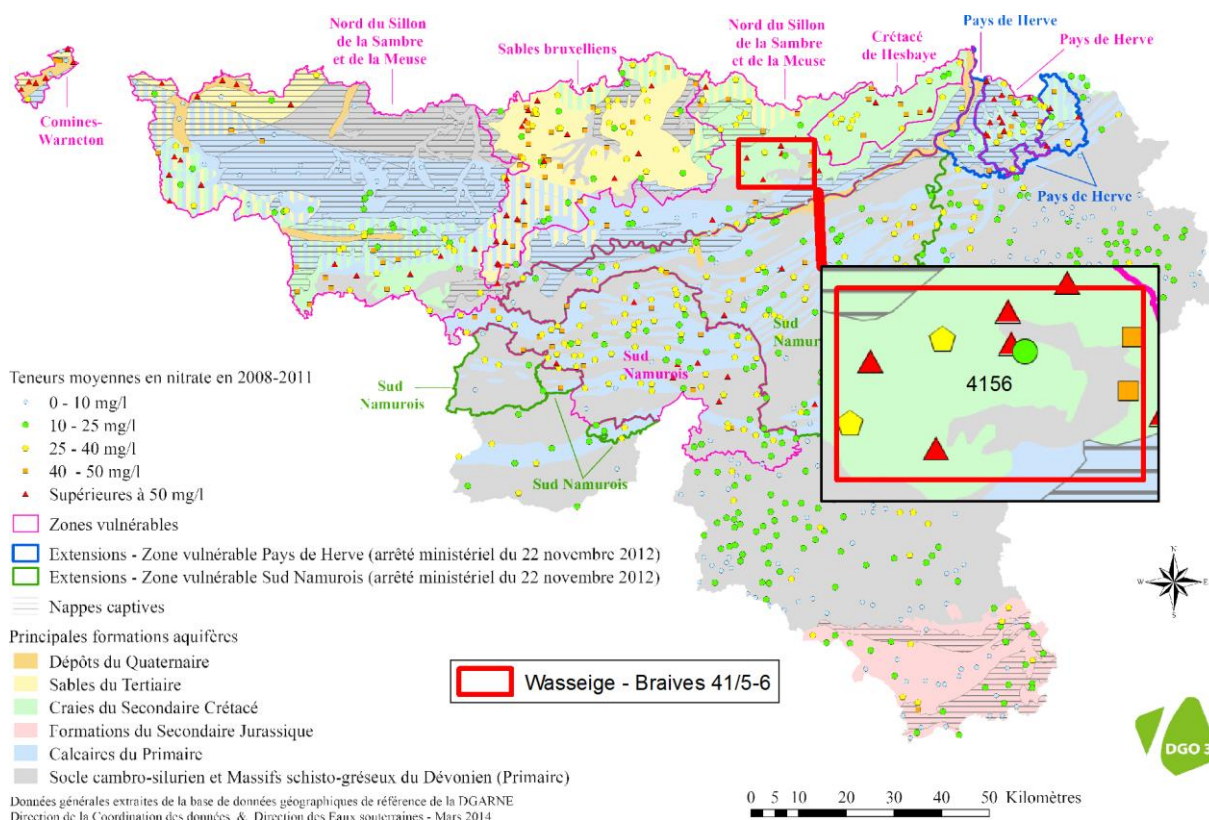 Nord du Sillon
de la Sambre
et de la Meuse
Sables bruxelliens
Nord du Sillon
de la Sambre
et de la Meuse
Crétacé
de Hesbaye
Pays de Herve
Pays de Herve
Comines-
Warneton
Pays de Herve
Sud
Namurois
Sud
Namurois
Sud
Namurois
Sud Namurois
4156
Teneurs moyennes en nitrate en 2008-2011
0 - 10 mg/l
10 - 25 mg/l
25 - 40 mg/l
40 - 50 mg/l
Supérieures à 50 mg/l
Zones vulnérables
Extensions - Zone vulnérable Pays de Herve (arrêté ministériel du 22 novembre 2012)
Extensions - Zone vulnérable Sud Namurois (arrêté ministériel du 22 novembre 2012)
Nappes captives
Principales formations aquifères
Dépôts du Quaternaire
Sables du Tertiaire
Craies du Secondaire Crétacé
Formations du Secondaire Jurassique
Calcaires du Primaire
Socle cambro-silurien et Massifs schisto-gréseux du Dévonien (Primaire)
Wasseige - Braives 41/5-6
N
W E
S
DGO 3
Données générales extraites de la base de données géographiques de référence de la DGARNE
Direction de la Coordination des données & Direction des Eaux souterraines - Mars 2014
0 5 10 20 30 40 50 Kilomètres